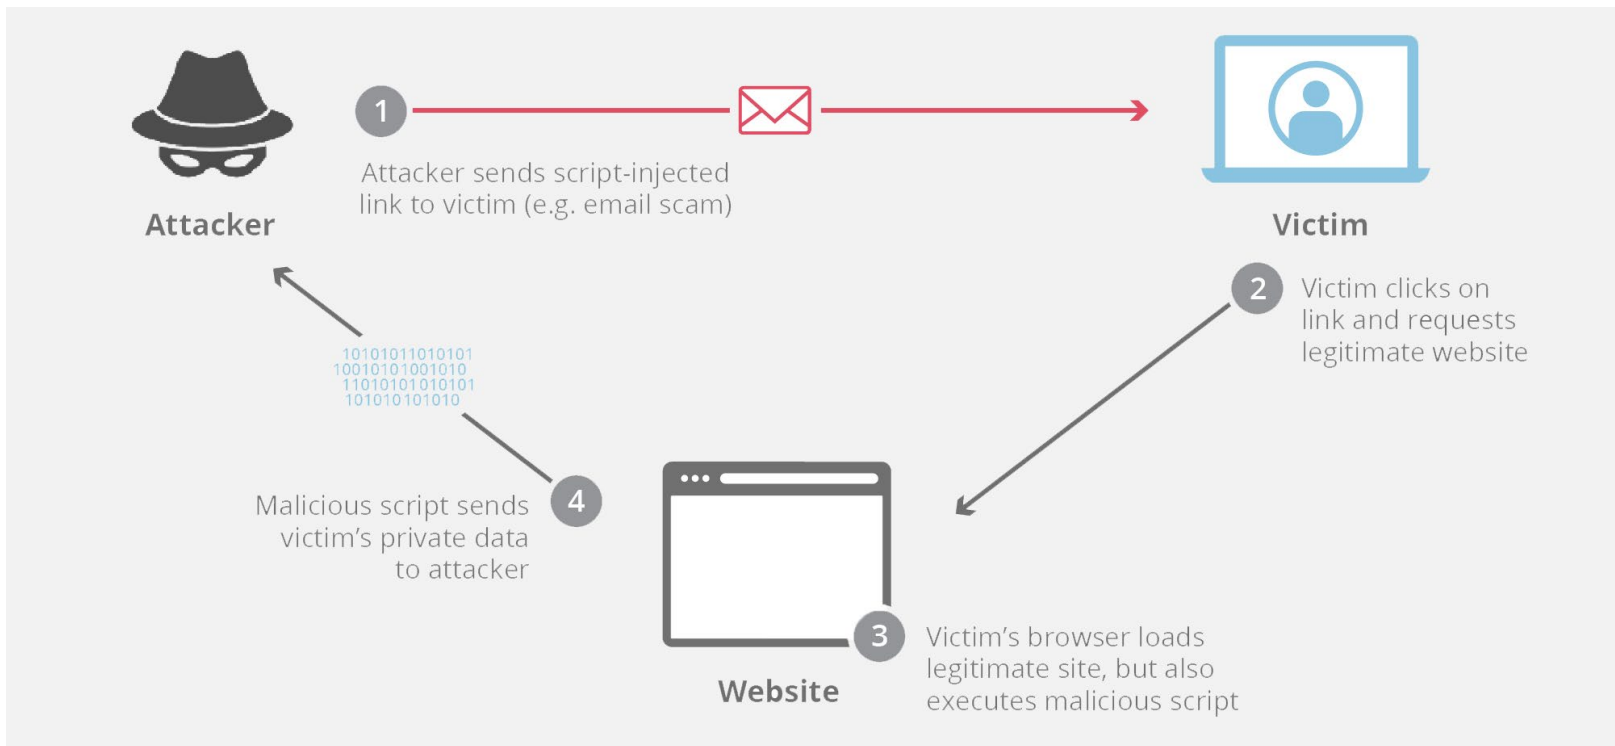 1
Attacker sends script-injected
link to victim (e.g. email scam)
Attacker
Victim
2
Victim clicks on
link and requests
legitimate website
10101011010101
10010101001010
11010101010101
101010101010
4
Malicious script sends
victim’s private data
to attacker
3
Victim’s browser loads
legitimate site, but also
executes malicious script
Website